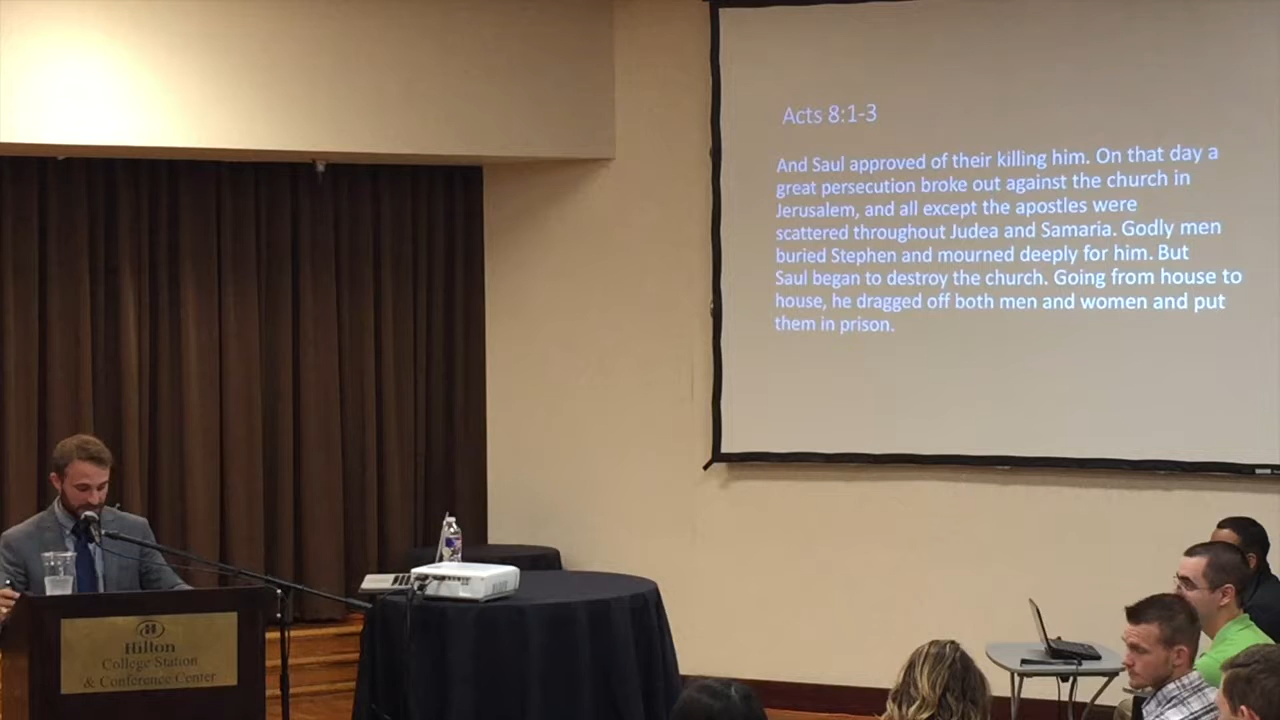 Acts 8:1-3
And Saul approved of their killing him. On that day a
great persecution broke out against the church in
Jerusalem, and all except the apostles were
scattered throughout Judea and Samaria. Godly men
buried Stephen and mourned deeply for him. But
Saul began to destroy the church. Going from house to
house, he dragged off both men and women and put
them in prison.
H
Hilton
College Station
& Conference Center